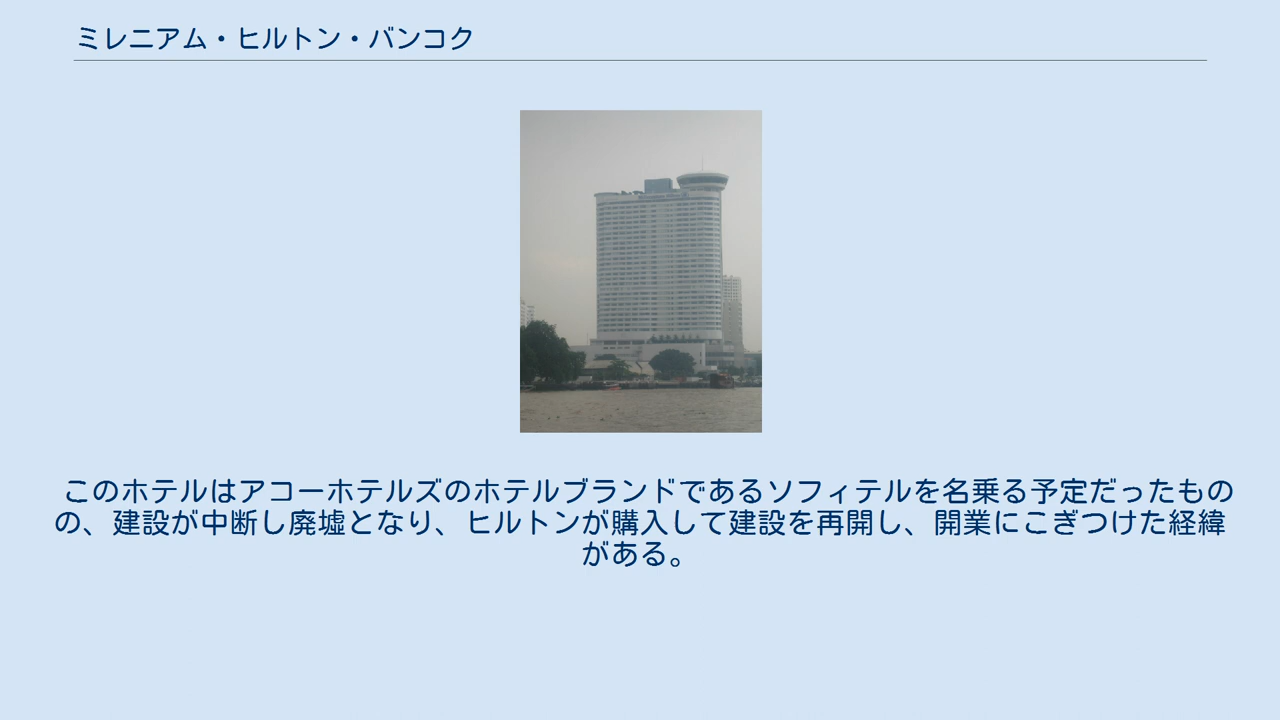 ミレニアム・ヒルトン・バンコク
このホテルはアコーホテルズのホテルブランドであるソフィテルを名乗る予定だったもの
の、建設が中断し廃墟となり、ヒルトンが購入して建設を再開し、開業にこぎつけた経緯
がある。